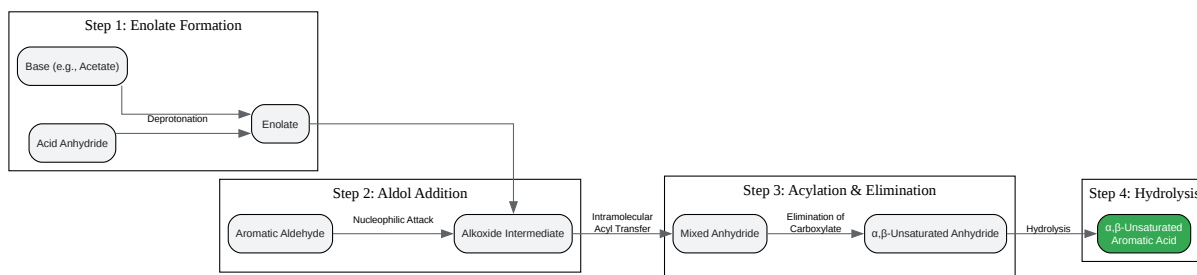 Step 1: Enolate Formation
Base (e.g., Acetate)
Deprotonation
Enolate
Acid Anhydride
Step 2: Aldol Addition
Aromatic Aldehyde
Nucleophilic Attack
Alkoxide Intermediate
Intramolecular
Acyl Transfer
Step 3: Acylation & Elimination
Mixed Anhydride
Elimination of
Carboxylate
α,β-Unsaturated Anhydride
Hydrolysis
Step 4: Hydrolysis
α,β-Unsaturated
Aromatic Acid